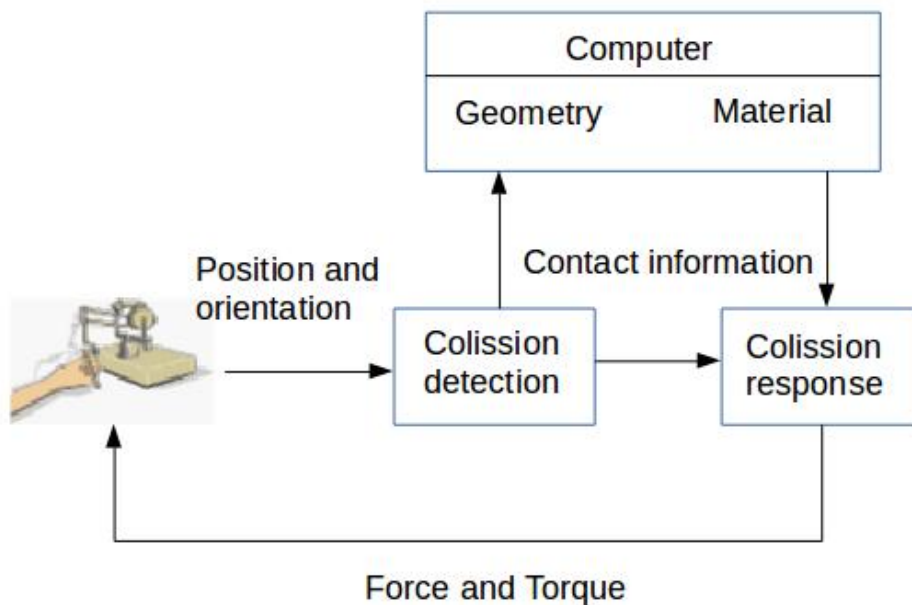 Computer
Geometry Material
Position and
orientation
Contact information
Colission
detection
Colission
response
Force and Torque